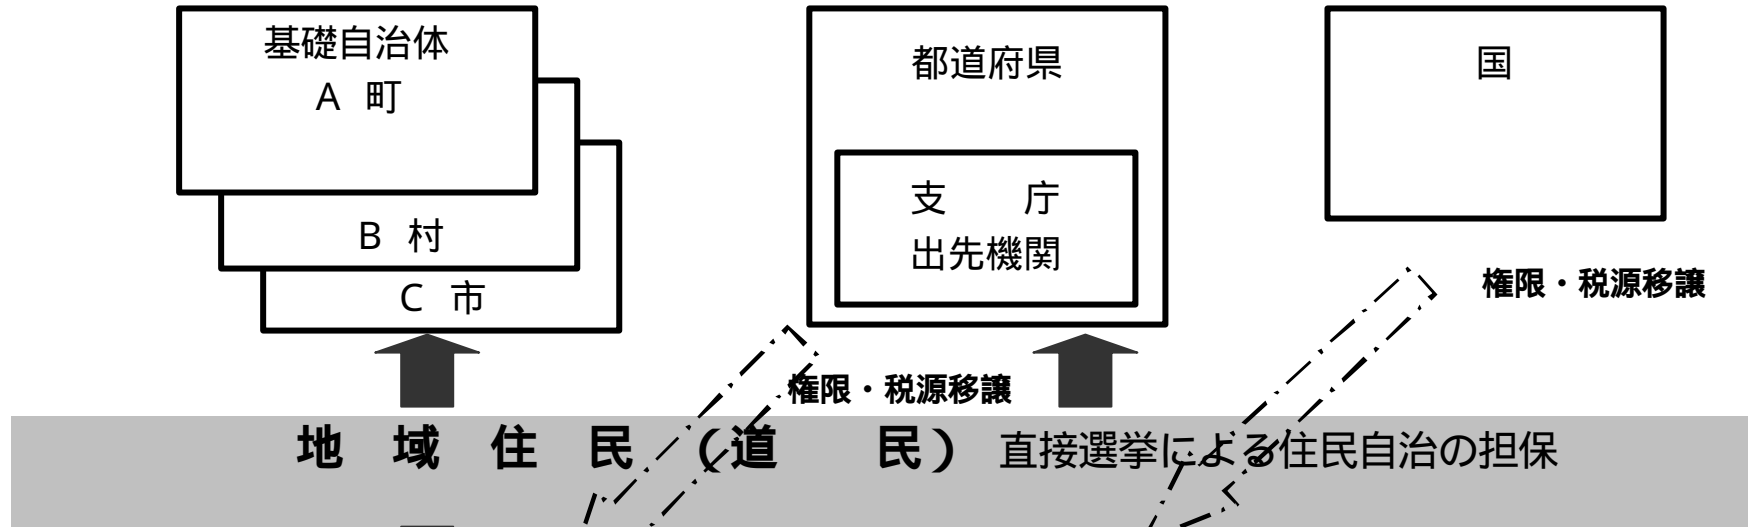 基礎自治体
A 町
B 村
C 市
都道府県
支 庁
出先機関
国
権限・税源移譲
権限・税源移譲
地 域 住 民 (道 民) 直接選挙による住民自治の担保